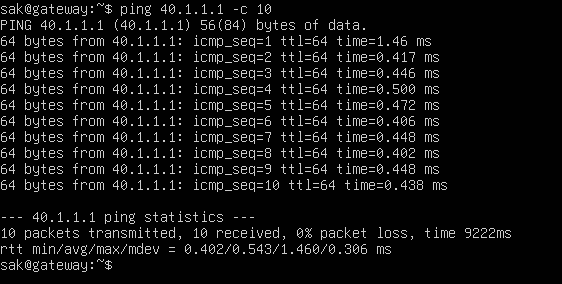 sak@gateway:~$ ping 40.1.1.1 -c 10
PING 40.1.1.1 (40.1.1.1) 56(84) bytes of data.
64 bytes from 40.1.1.1: icmp_seq=1 ttl=64 time=1.46 ms
64 bytes from 40.1.1.1: icmp_seq=2 ttl=64 time=0.417 ms
64 bytes from 40.1.1.1: icmp_seq=3 ttl=64 time=0.446 ms
64 bytes from 40.1.1.1: icmp_seq=4 ttl=64 time=0.500 ms
64 bytes from 40.1.1.1: icmp_seq=5 ttl=64 time=0.472 ms
64 bytes from 40.1.1.1: icmp_seq=6 ttl=64 time=0.406 ms
64 bytes from 40.1.1.1: icmp_seq=7 ttl=64 time=0.448 ms
64 bytes from 40.1.1.1: icmp_seq=8 ttl=64 time=0.402 ms
64 bytes from 40.1.1.1: icmp_seq=9 ttl=64 time=0.448 ms
64 bytes from 40.1.1.1: icmp_seq=10 ttl=64 time=0.438 ms

--- 40.1.1.1 ping statistics ---
10 packets transmitted, 10 received, 0% packet loss, time 9222ms
rtt min/avg/max/mdev = 0.402/0.543/1.460/0.306 ms
sak@gateway:~$